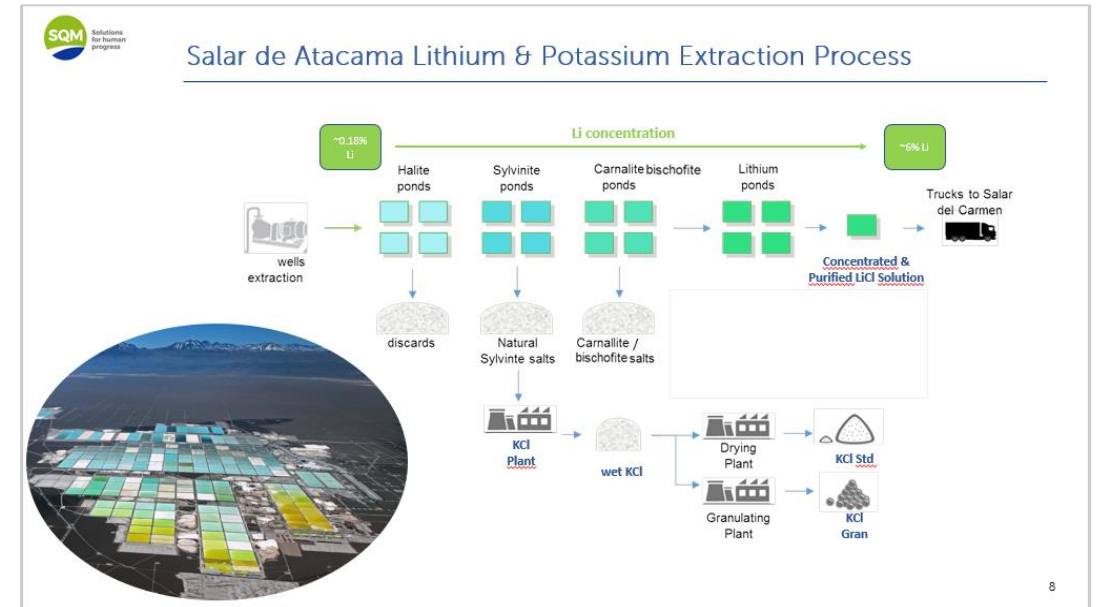 SQM
Solutions
for human
progress
Salar de Atacama Lithium & Potassium Extraction Process
~0.18%
Li
Li concentration
~6% Li
Halite
ponds
Sylvinite
ponds
Carnalite bischofite
ponds
Lithium
ponds
Trucks to Salar
del Carmen
wells
extraction
Concentrated &
Purified LiCl Solution
discards
Natural
Sylvinte salts
Carnallite /
bischofite salts
KCl
Plant
wet KCl
Drying
Plant
KCl Std
Granulating
Plant
KCl
Gran
8